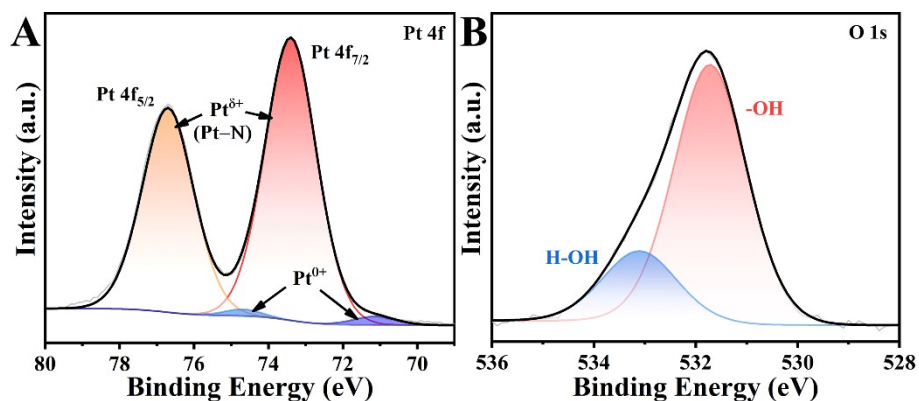 A
Pt 4f
Pt 4f7/2
Pt 4f5/2
Ptδ+
(Pt–N)
Pt0+
Intensity (a.u.)
80 78 76 74 72 70
Binding Energy (eV)
B
O 1s
-OH
H-OH
Intensity (a.u.)
536 534 532 530 528
Binding Energy (eV)